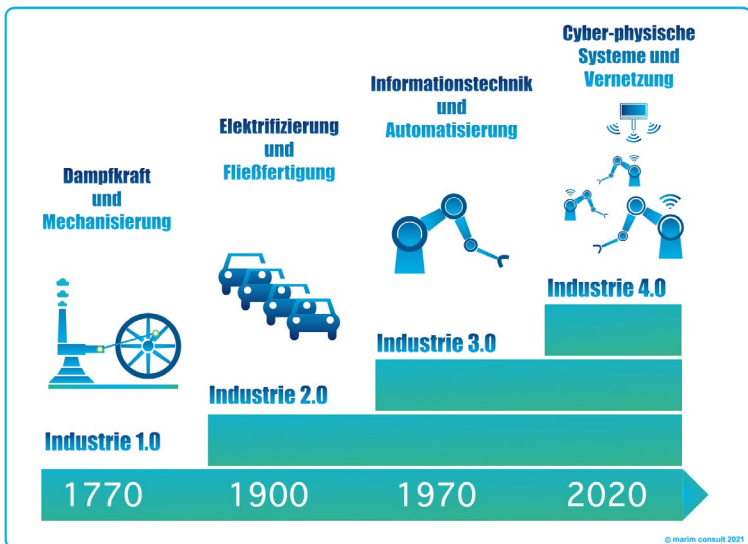 Cyber-physische
Systeme und
Vernetzung
Informationstechnik
und
Automatisierung
Elektrifizierung
und
Fließfertigung
Dampfkraft
und
Mechanisierung
Industrie 4.0
Industrie 3.0
Industrie 2.0
Industrie 1.0
1770 1900 1970 2020
© marim consult 2021